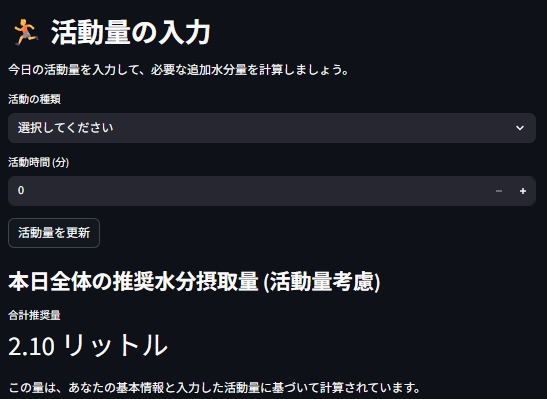 活動量の入力
今日の活動量を入力して、必要な追加水分量を計算しましょう。
活動の種類
選択してください
活動時間 (分)
0
活動量を更新
本日全体の推奨水分摂取量 (活動量考慮)
合計推奨量
2.10 リットル
この量は、あなたの基本情報と入力した活動量に基づいて計算されています。